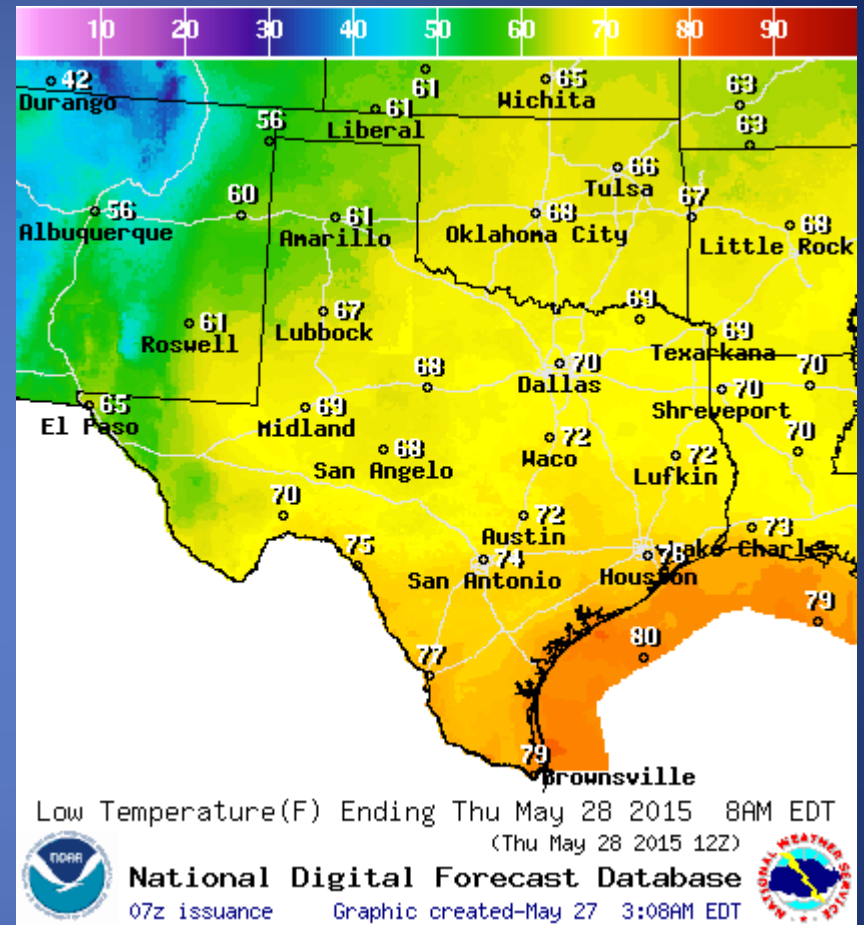 10 20 30 40 50 60 70 80 90
42
Durango
61
65
Wichita
63
56
61
Liberal
63
66
Tulsa
56
Albuquerque
60
61
Amarillo
68
Oklahoma City
67
68
Little Rock
61
Roswell
67
Lubbock
69
69
Texarkana
65
El Paso
69
Midland
68
70
Dallas
70
Shreveport
70
68
San Angelo
72
Waco
72
Lufkin
70
70
75
72
Austin
74
San Antonio
Houston
73
Lake Charles
77
80
79
79
Brownsville
Low Temperature(F) Ending Thu May 28 2015 8AM EDT
(Thu May 28 2015 12Z)
National Digital Forecast Database
07z issuance Graphic created-May 27 3:08AM EDT
NOAA
NATIONAL WEATHER SERVICE